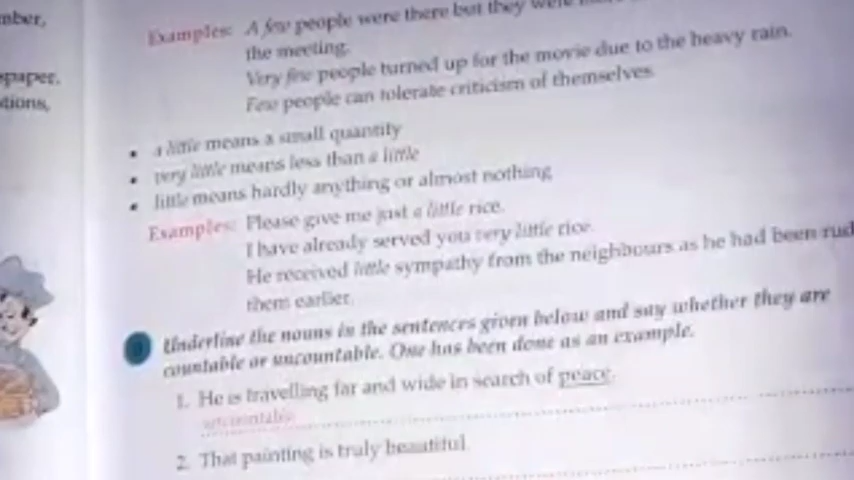 mber,
Examples: A few people were there but they were
the meeting.
spaper,
Very few people turned up for the movie due to the heavy rain.
tions,
Few people can tolerate criticism of themselves.
• a little means a small quantity
• very little means less than a little
• little means hardly anything or almost nothing
Examples: Please give me just a little rice.
I have already served you very little rice.
He received little sympathy from the neighbours as he had been rud
them earlier.
Underline the nouns in the sentences given below and say whether they are
countable or uncountable. One has been done as an example.
1. He is travelling far and wide in search of peace.
uncountable
2. That painting is truly beautiful.